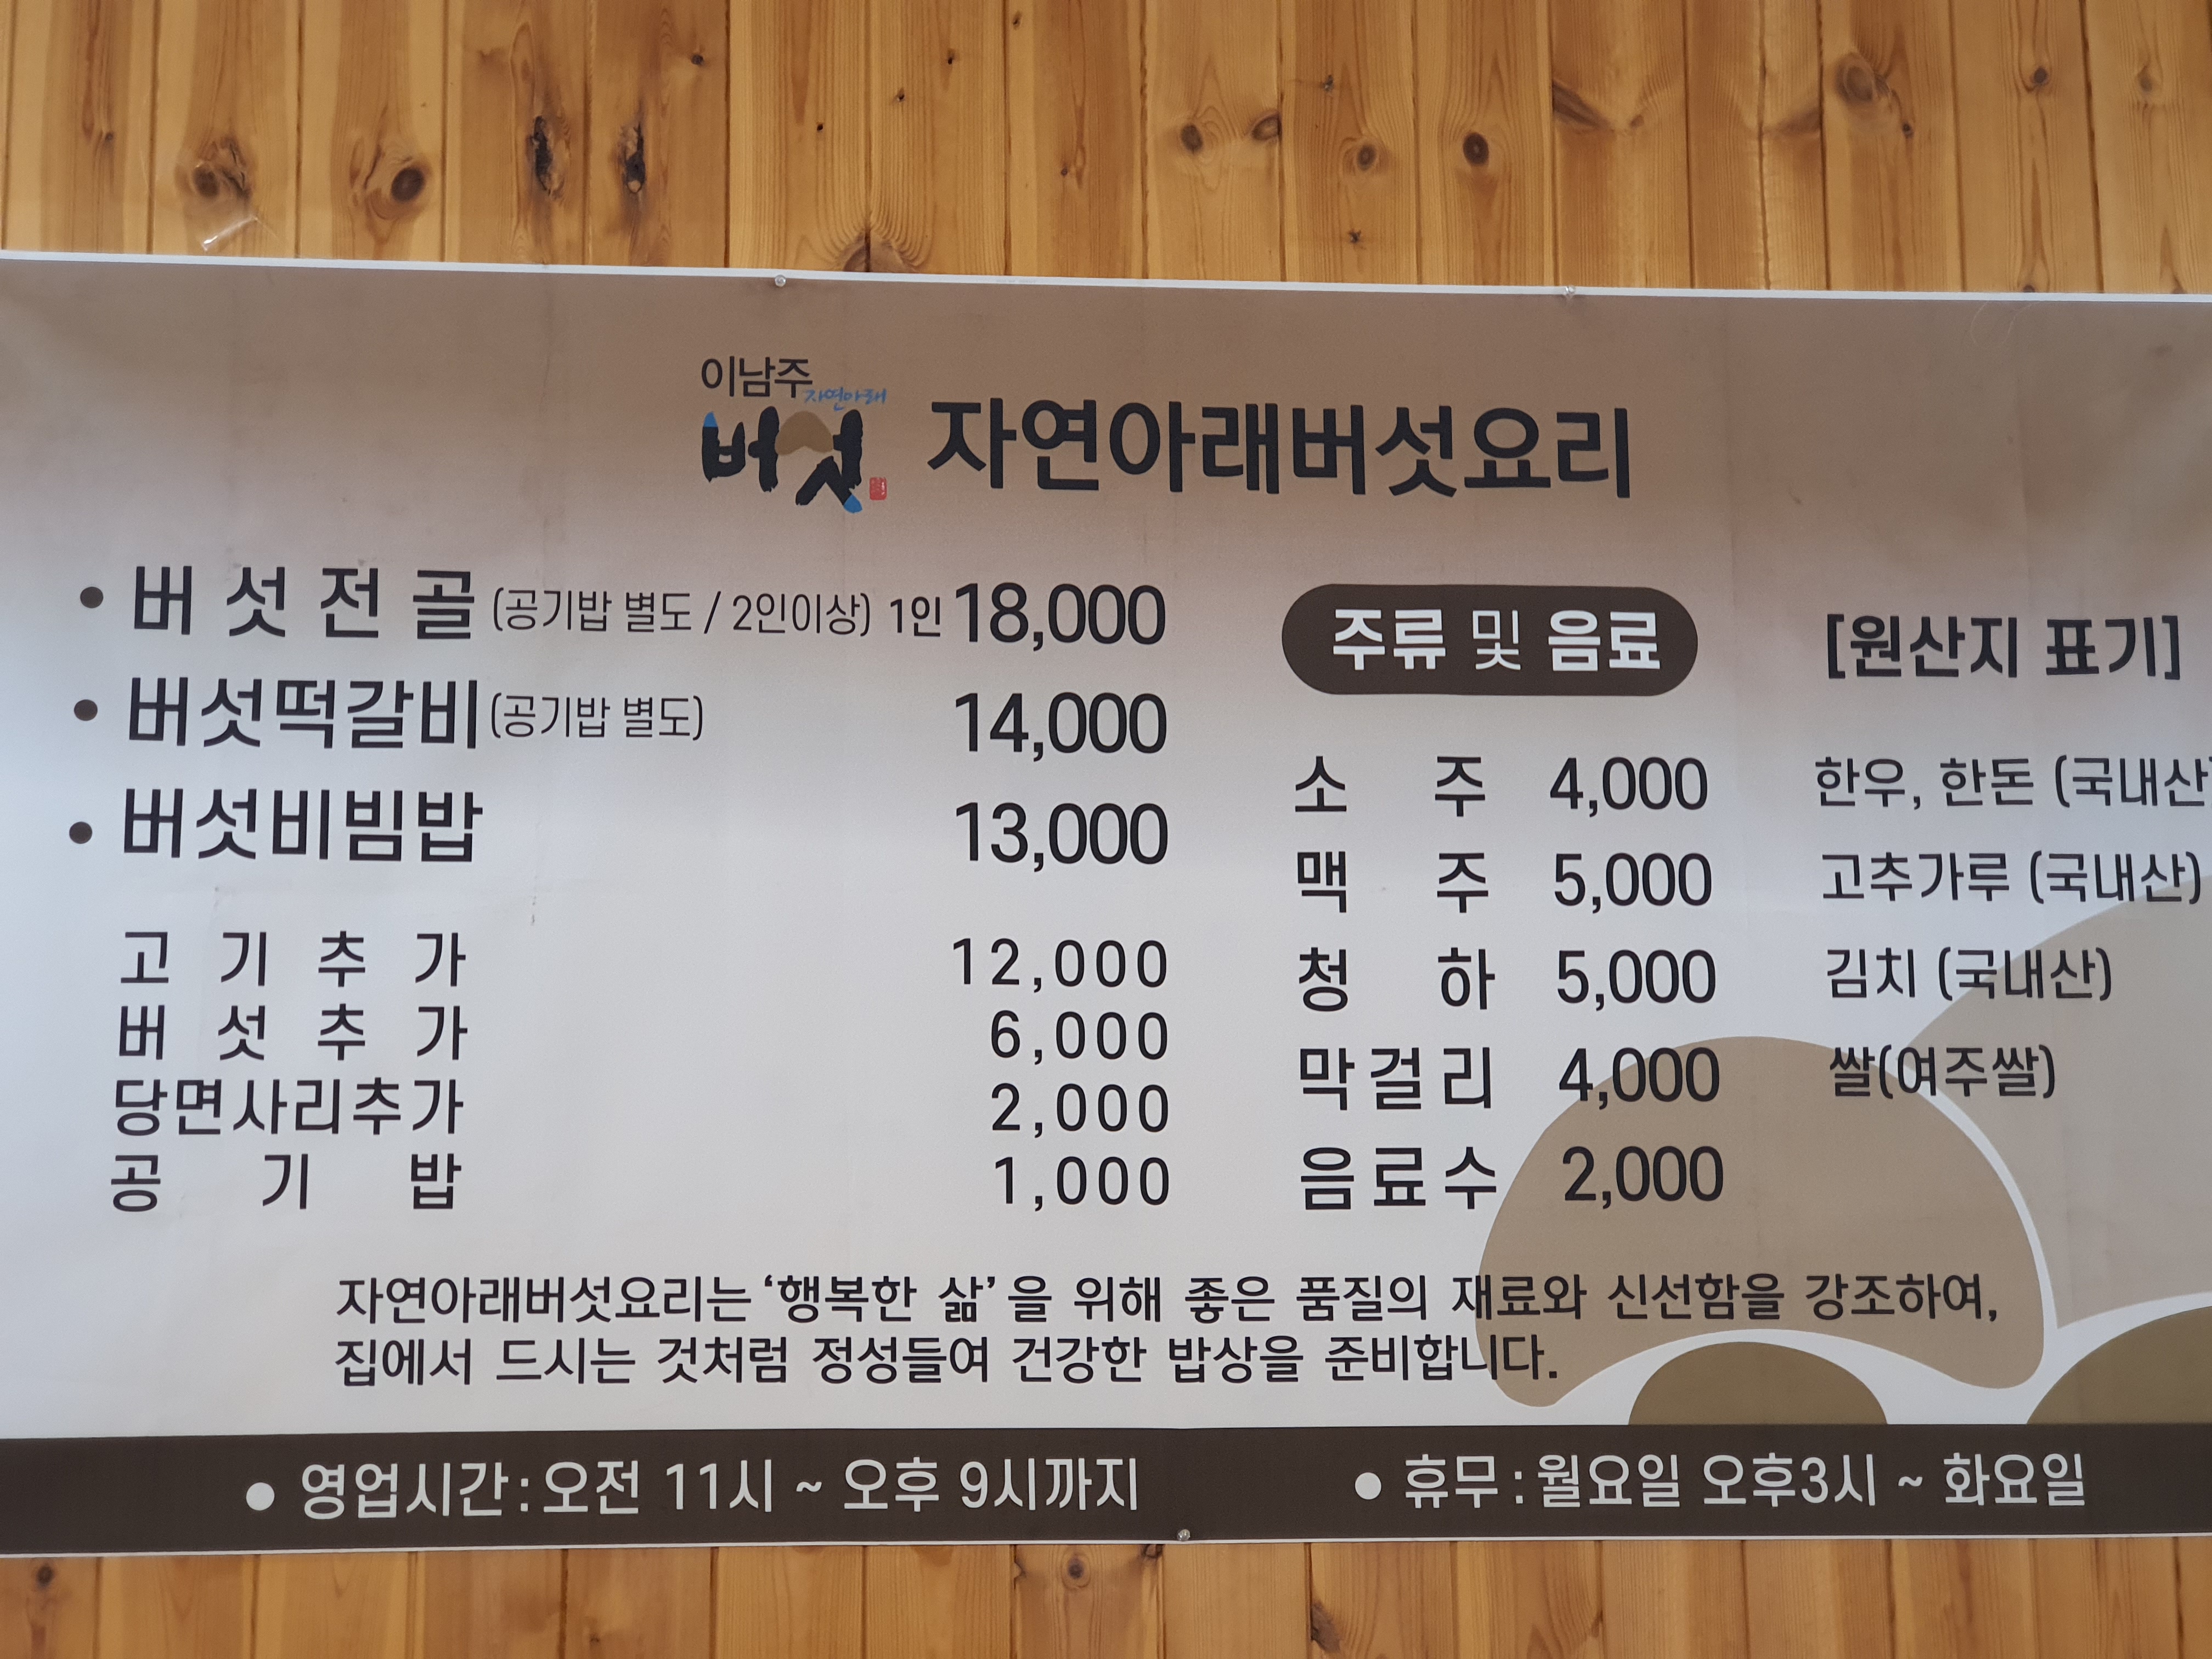 이남주
자연아래
버섯
자연아래버섯요리
• 버섯전골 (공기밥 별도 / 2인이상) 1인 18,000
• 버섯떡갈비 (공기밥 별도) 14,000
• 버섯비빔밥 13,000
고기추가 12,000
버섯추가 6,000
당면사리추가 2,000
공기밥 1,000
주류 및 음료
소주 4,000
맥주 5,000
청하 5,000
막걸리 4,000
음료수 2,000
[원산지 표기]
한우, 한돈 (국내산)
고추가루 (국내산)
김치 (국내산)
쌀(여주쌀)
자연아래버섯요리는 ‘행복한 삶’ 을 위해 좋은 품질의 재료와 신선함을 강조하여,
집에서 드시는 것처럼 정성들여 건강한 밥상을 준비합니다.
● 영업시간 : 오전 11시 ~ 오후 9시까지
● 휴무 : 월요일 오후3시 ~ 화요일